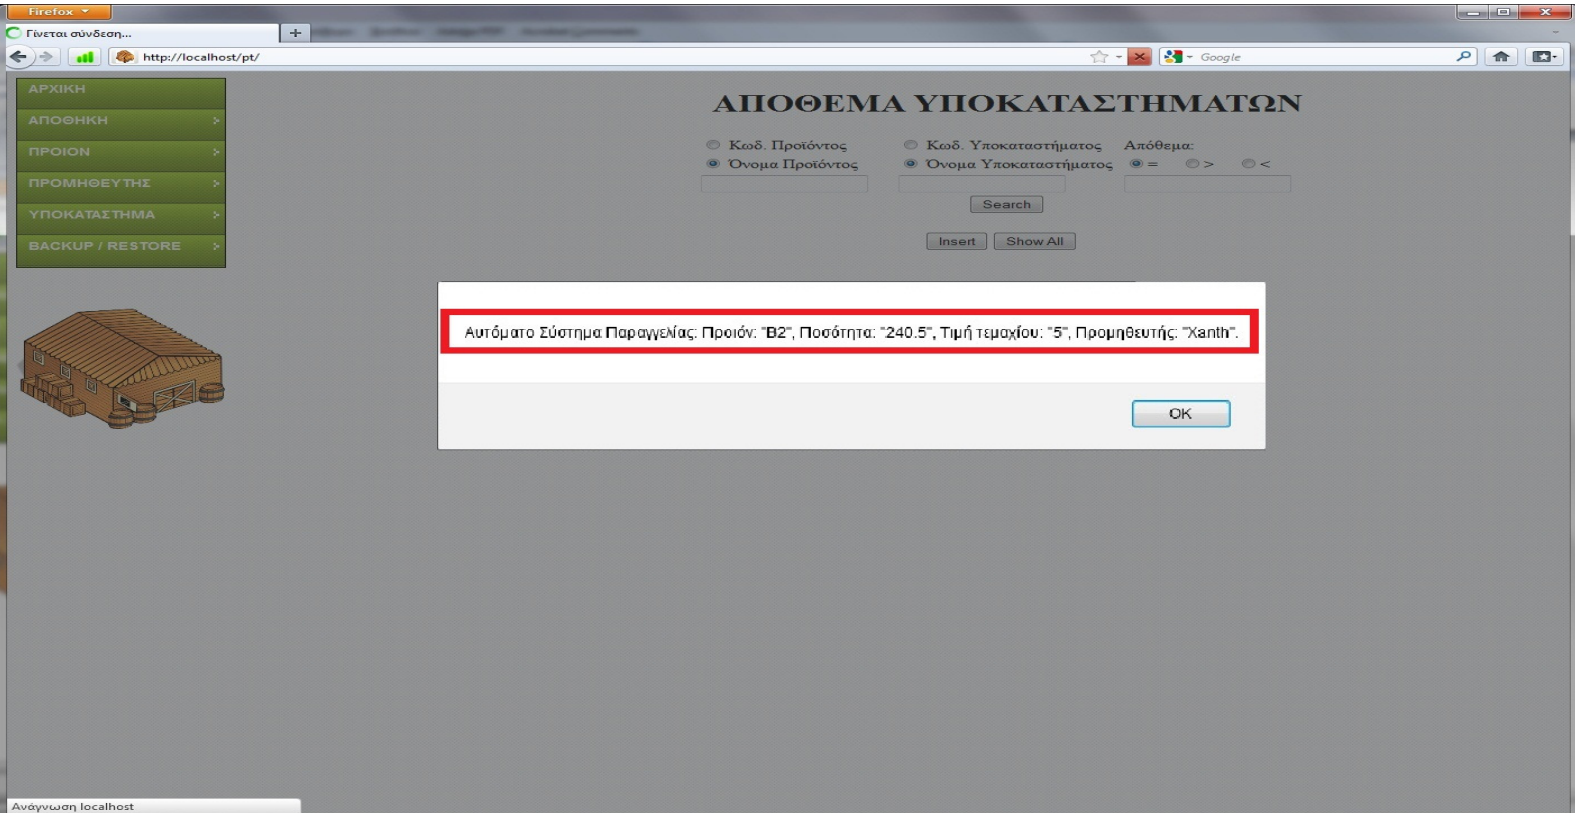 Firefox
Γίνεται σύνδεση...
http://localhost/pt/
Google
ΑΡΧΙΚΗ
ΑΠΟΘΗΚΗ
ΠΡΟΙΟΝ
ΠΡΟΜΗΘΕΥΤΗΣ
ΥΠΟΚΑΤΑΣΤΗΜΑ
BACKUP / RESTORE
ΑΠΟΘΕΜΑ ΥΠΟΚΑΤΑΣΤΗΜΑΤΩΝ
Κωδ. Προϊόντος Κωδ. Υποκαταστήματος Απόθεμα:
Όνομα Προϊόντος Όνομα Υποκαταστήματος = > <
Search
Insert Show All
Αυτόματο Σύστημα Παραγγελίας: Προιόν: "B2", Ποσότητα: "240.5", Τιμή τεμαχίου: "5", Προμηθευτής: "Xanth".
OK
Ανάγνωση localhost